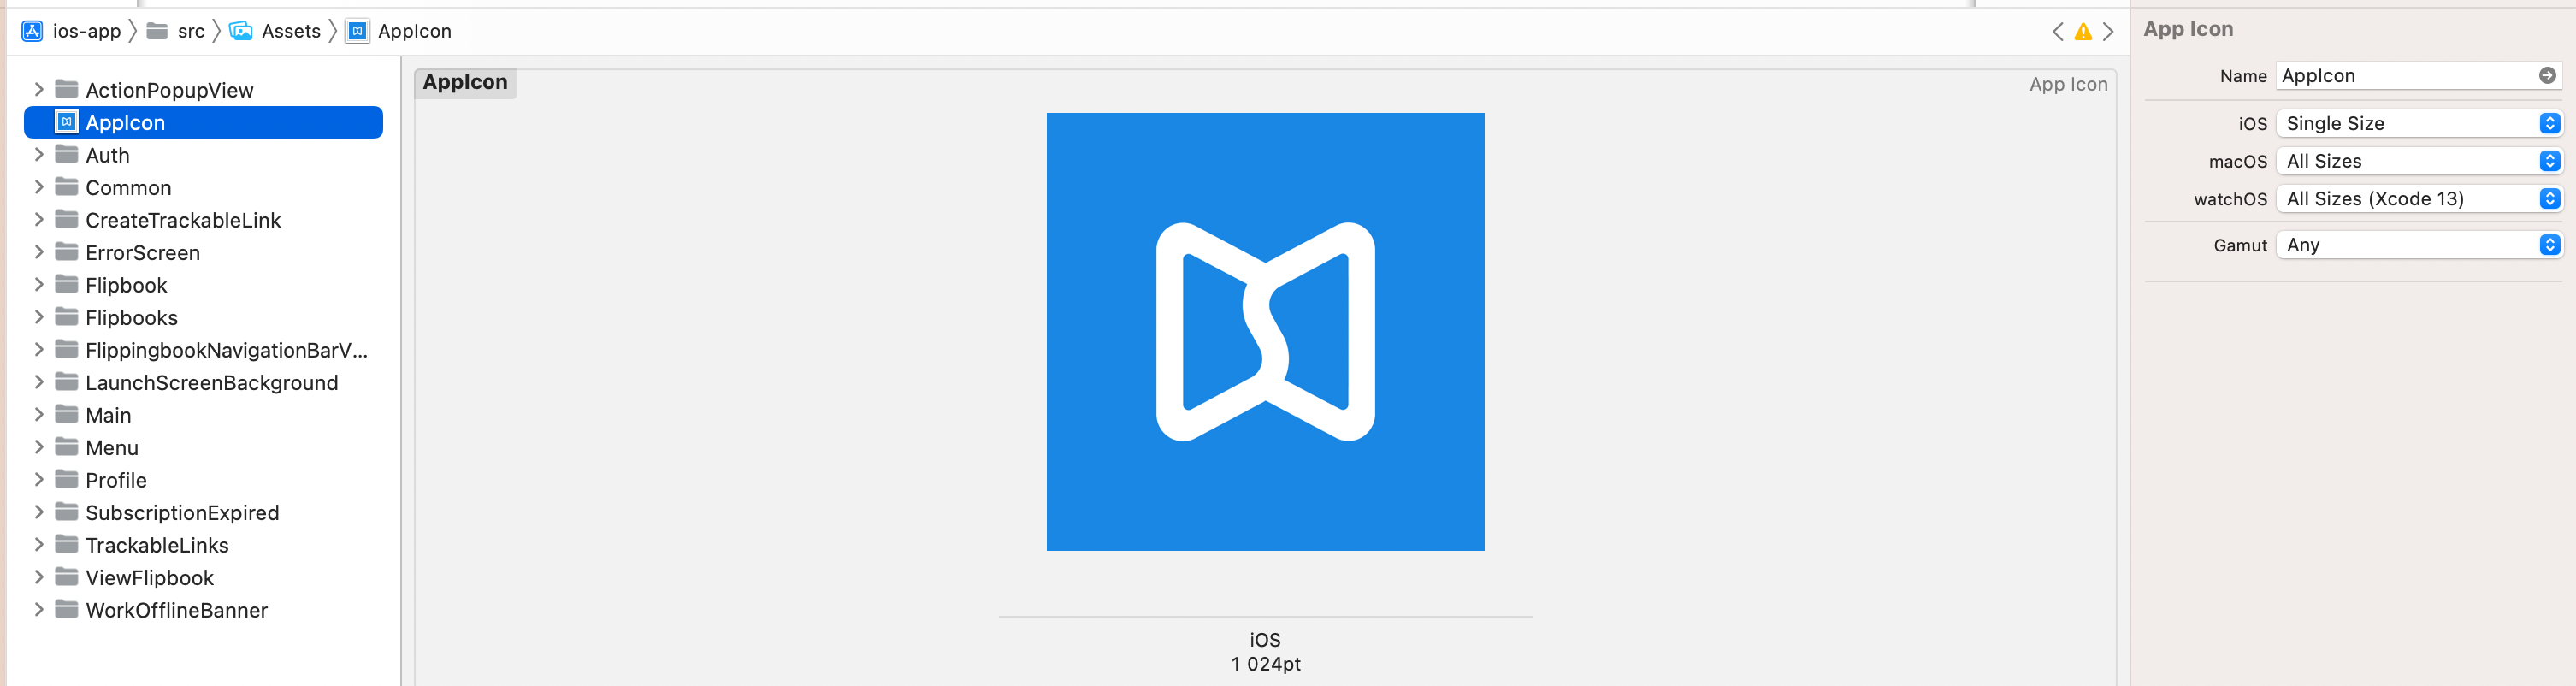 ios-app
src
Assets
AppIcon
ActionPopupView
AppIcon
Auth
Common
CreateTrackableLink
ErrorScreen
Flipbook
Flipbooks
FlippingbookNavigationBarV...
LaunchScreenBackground
Main
Menu
Profile
SubscriptionExpired
TrackableLinks
ViewFlipbook
WorkOfflineBanner
AppIcon
App Icon
iOS
1 024pt
App Icon
Name AppIcon
iOS Single Size
macOS All Sizes
watchOS All Sizes (Xcode 13)
Gamut Any